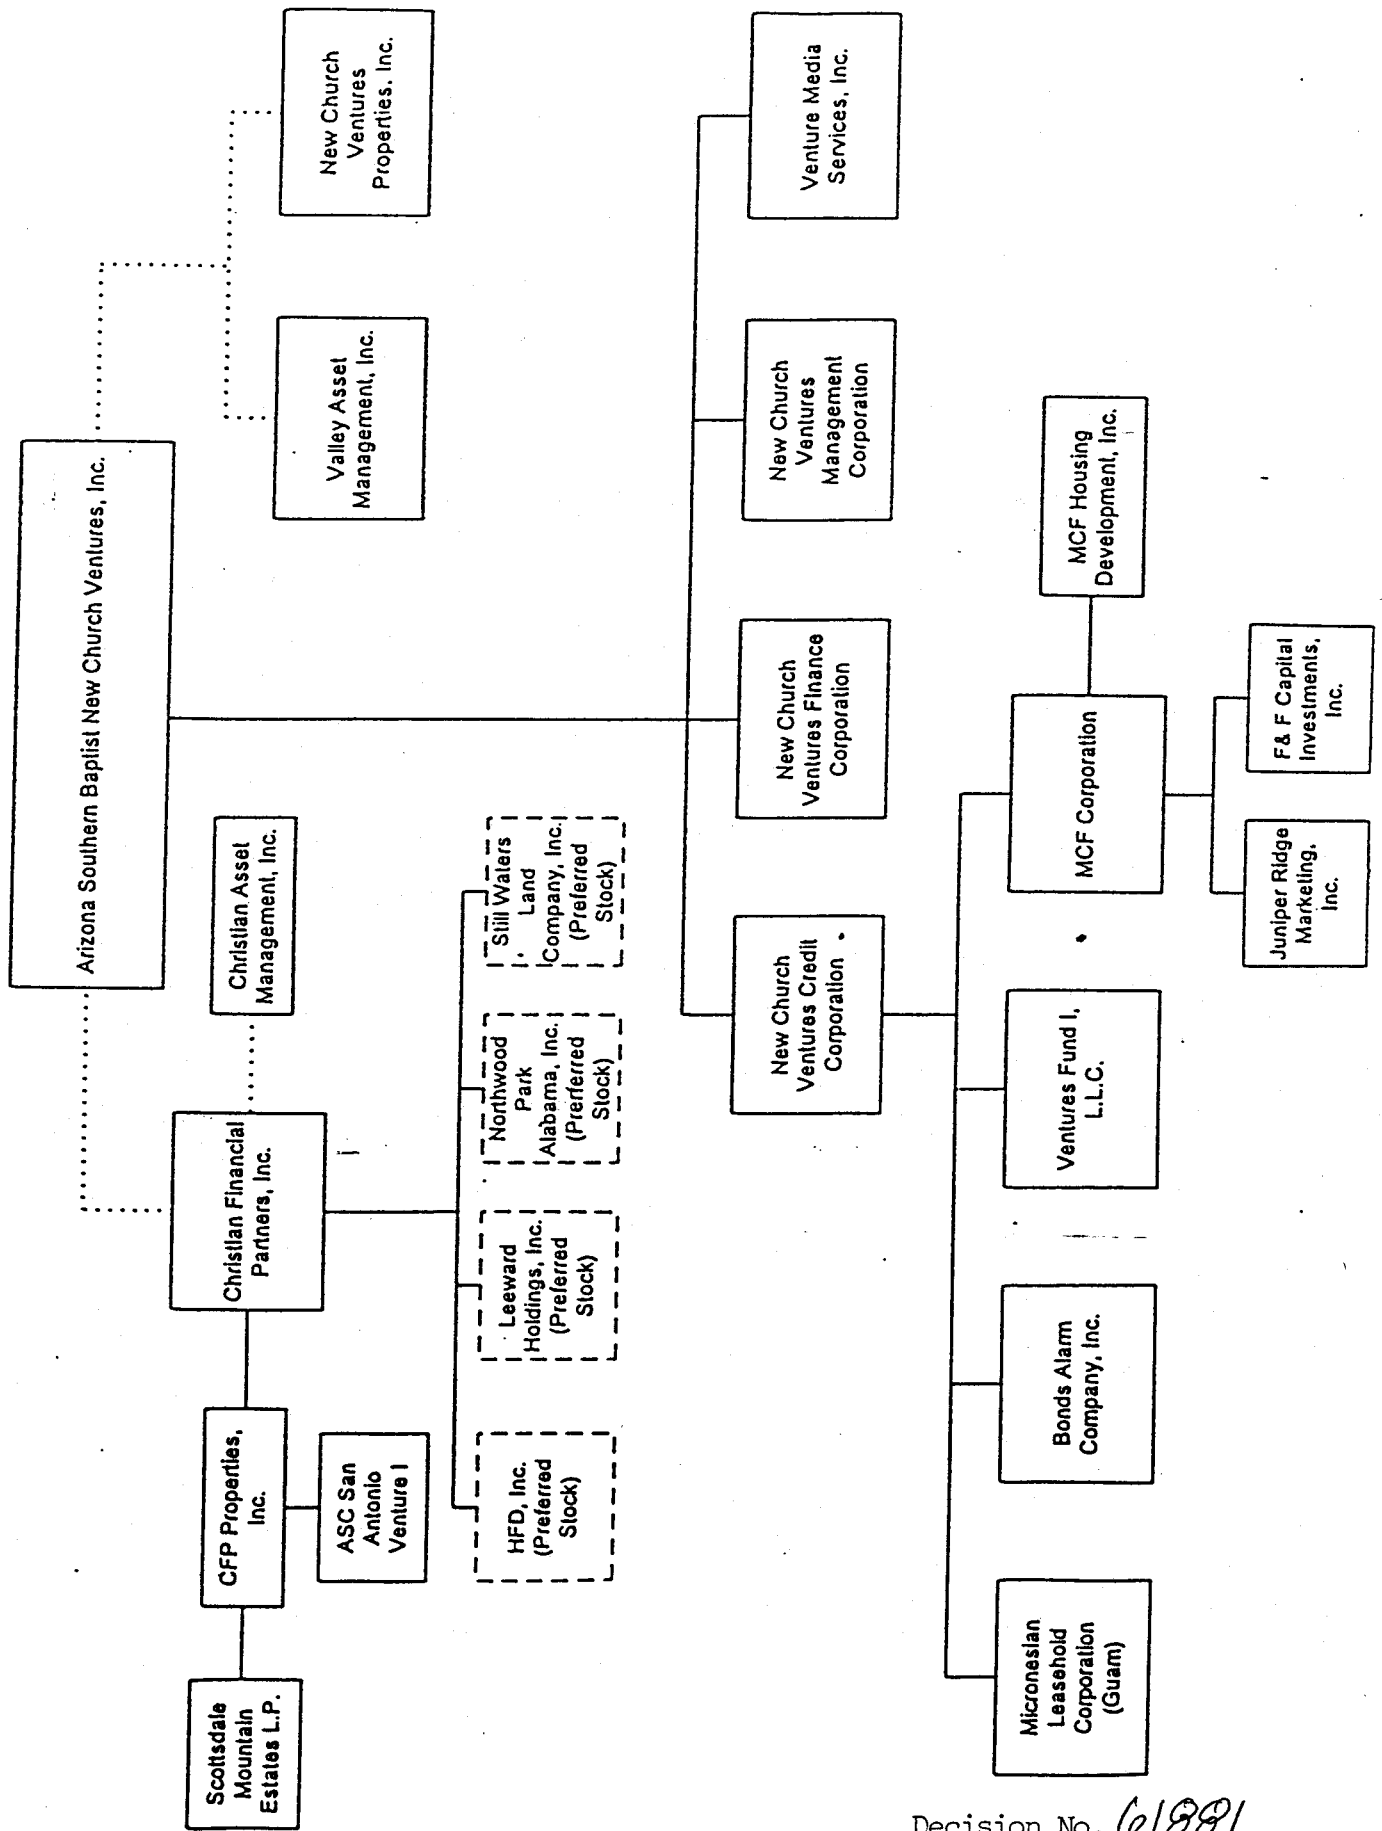 Arizona Southern Baptist New Church Ventures, Inc.
Scottsdale
Mountain
Estates L.P.
CFP Properties,
Inc.
Christian Financial
Partners, Inc.
Christian Asset
Management, Inc.
Valley Asset
Management, Inc.
New Church
Ventures
Properties, Inc.
ASC San
Antonio
Venture I
HFD, Inc.
(Preferred
Stock)
Leeward
Holdings, Inc.
(Preferred
Stock)
Northwood
Park
Alabama, Inc.
(Prerferred
Stock)
Still Waters
Land
Company, Inc.
(Preferred
Stock)
New Church
Ventures Credit
Corporation
New Church
Ventures Finance
Corporation
New Church
Ventures
Management
Corporation
Venture Media
Services, Inc.
Micronesian
Leasehold
Corporation
(Guam)
Bonds Alarm
Company, Inc.
Ventures Fund I,
L.L.C.
MCF Corporation
MCF Housing
Development, Inc.
Juniper Ridge
Marketing,
Inc.
F & F Capital
Investments,
Inc.
Decision No. 61881